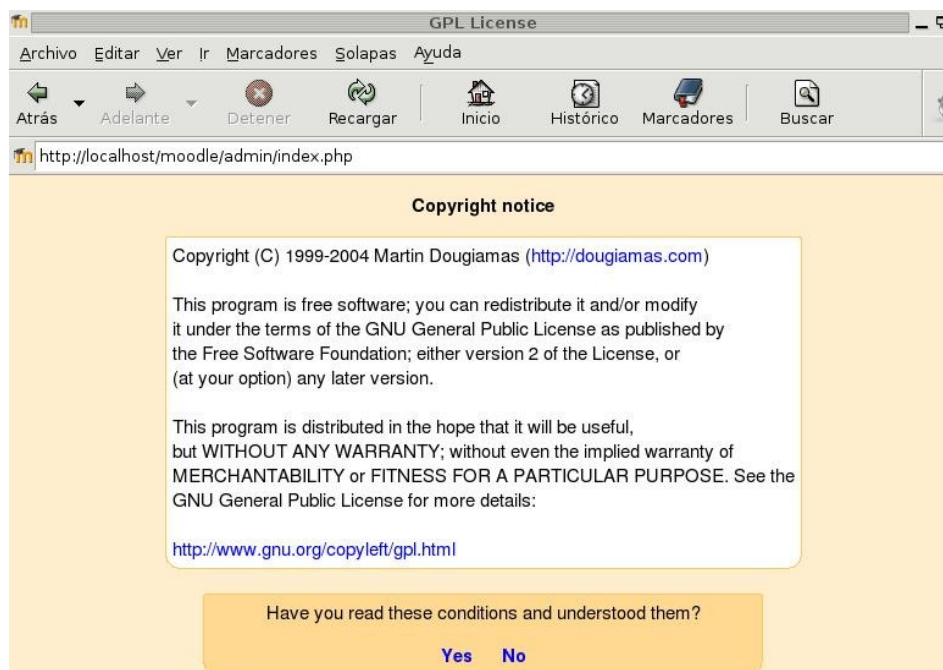 GPL License
Archivo Editar Ver Ir Marcadores Solapas Ayuda
Atrás Adelante Detener Recargar Inicio Histórico Marcadores Buscar
http://localhost/moodle/admin/index.php
Copyright notice
Copyright (C) 1999-2004 Martin Dougiamas (http://dougiamas.com)
This program is free software; you can redistribute it and/or modify
it under the terms of the GNU General Public License as published by
the Free Software Foundation; either version 2 of the License, or
(at your option) any later version.
This program is distributed in the hope that it will be useful,
but WITHOUT ANY WARRANTY; without even the implied warranty of
MERCHANTABILITY or FITNESS FOR A PARTICULAR PURPOSE. See the
GNU General Public License for more details:
http://www.gnu.org/copyleft/gpl.html
Have you read these conditions and understood them?
Yes No